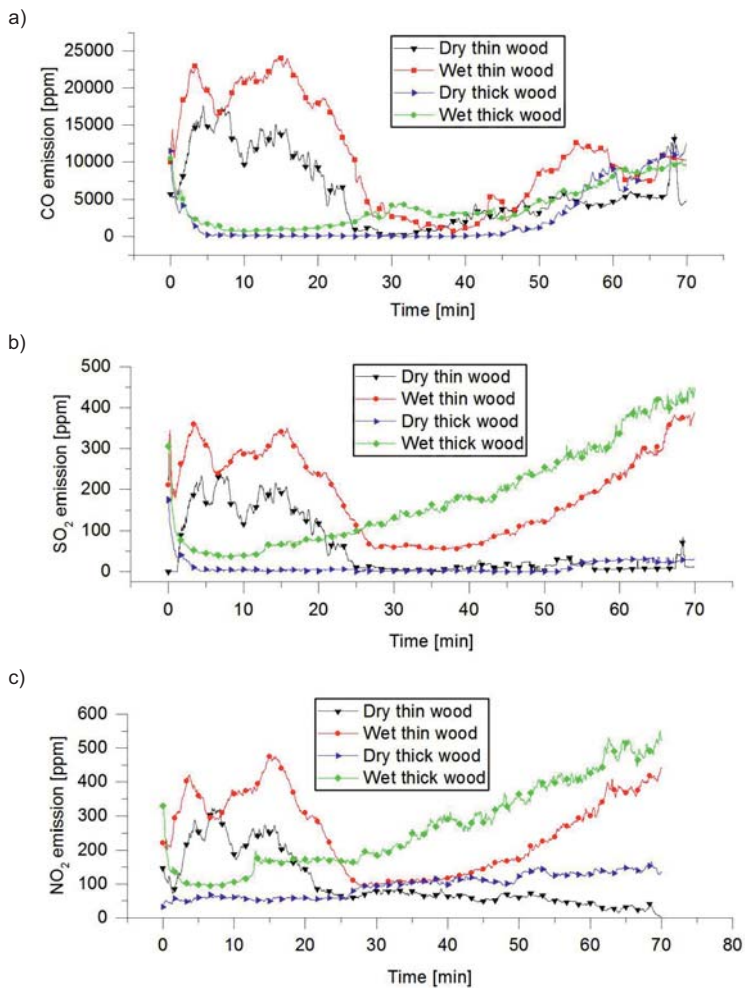 a)
CO emission [ppm]
25000
20000
15000
10000
5000
0
Dry thin wood
Wet thin wood
Dry thick wood
Wet thick wood
0 10 20 30 40 50 60 70
Time [min]
b)
SO2 emission [ppm]
500
400
300
200
100
0
Dry thin wood
Wet thin wood
Dry thick wood
Wet thick wood
0 10 20 30 40 50 60 70
Time [min]
c)
NO2 emission [ppm]
600
500
400
300
200
100
0
Dry thin wood
Wet thin wood
Dry thick wood
Wet thick wood
0 10 20 30 40 50 60 70 80
Time [min]